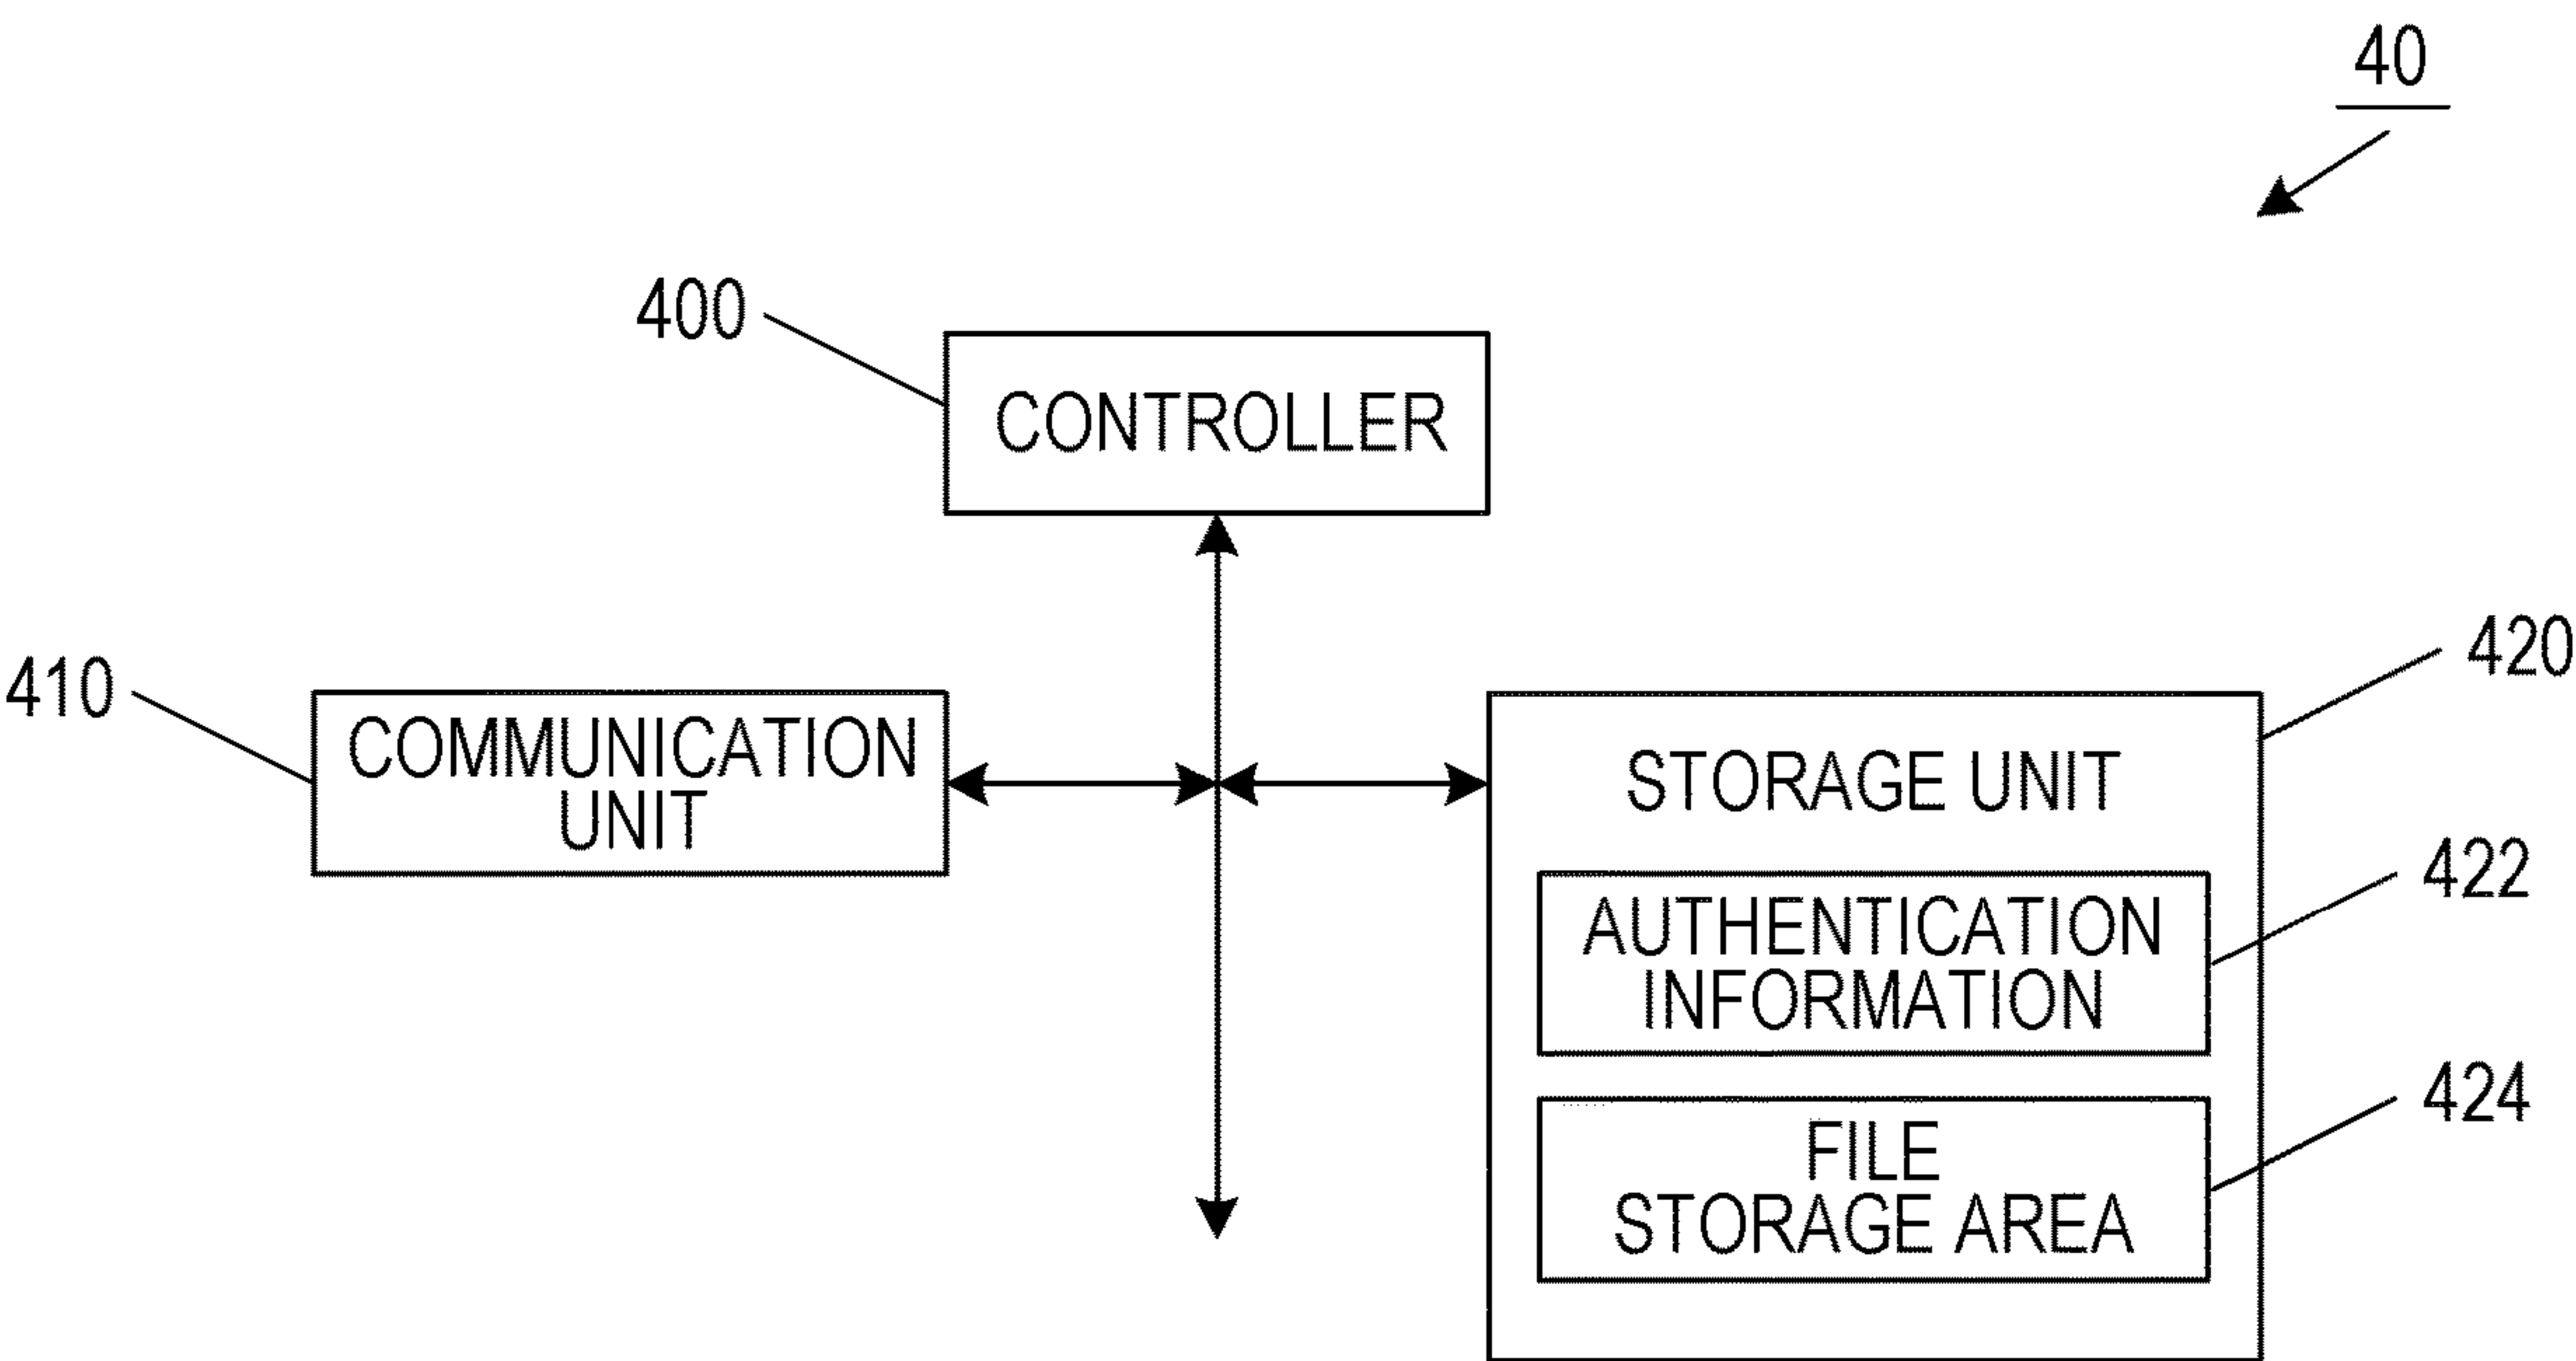 40
400
CONTROLLER
410
COMMUNICATION
UNIT
420
STORAGE UNIT
422
AUTHENTICATION
INFORMATION
424
FILE
STORAGE AREA